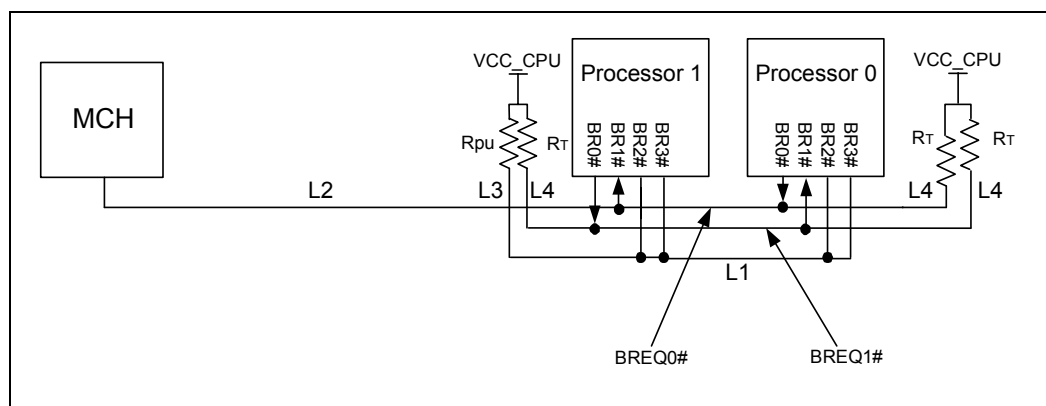 VCC_CPU
VCC_CPU
Processor 1
Processor 0
MCH
Rpu
RT
BR0#
BR1#
BR2#
BR3#
BR0#
BR1#
BR2#
BR3#
RT
RT
L2
L3
L4
L4
L4
L1
BREQ0#
BREQ1#